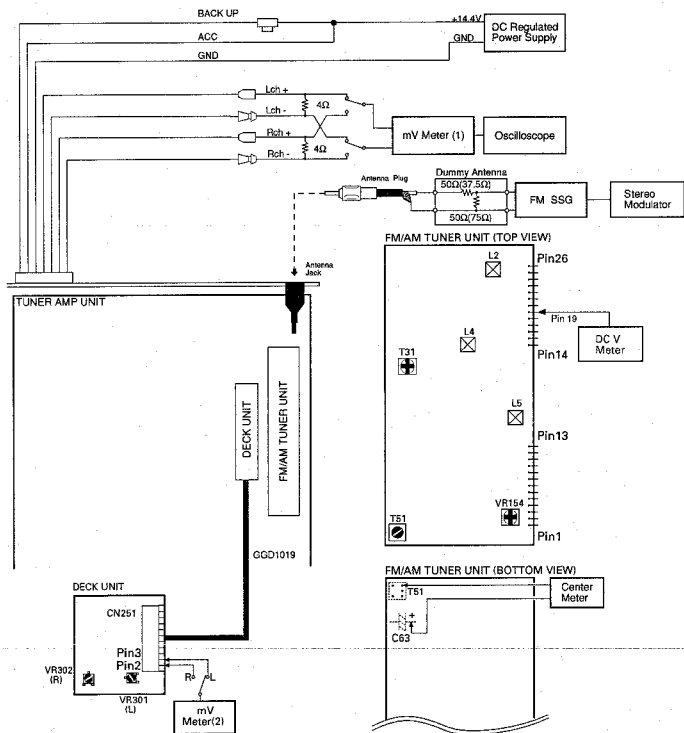 BACK UP
+14.4V
DC Regulated
Power Supply
ACC
GND
GND
Lch +
4Ω
Lch -
Rch +
4Ω
Rch -
mV Meter (1)
Oscilloscope
Antenna Plug
Dummy Antenna
50Ω(37.5Ω)
50Ω(75Ω)
FM SSG
Stereo
Modulator
Antenna
Jack
TUNER AMP UNIT
DECK UNIT
FM/AM TUNER UNIT
GGD1019
FM/AM TUNER UNIT (TOP VIEW)
L2
Pin26
Pin 19
DC V
Meter
L4
T31
Pin14
L5
Pin13
VR154
T51
Pin1
DECK UNIT
CN251
Pin3
Pin2
VR302
(R)
VR301
(L)
R
L
mV
Meter(2)
FM/AM TUNER UNIT (BOTTOM VIEW)
T51
Center
Meter
+
C63